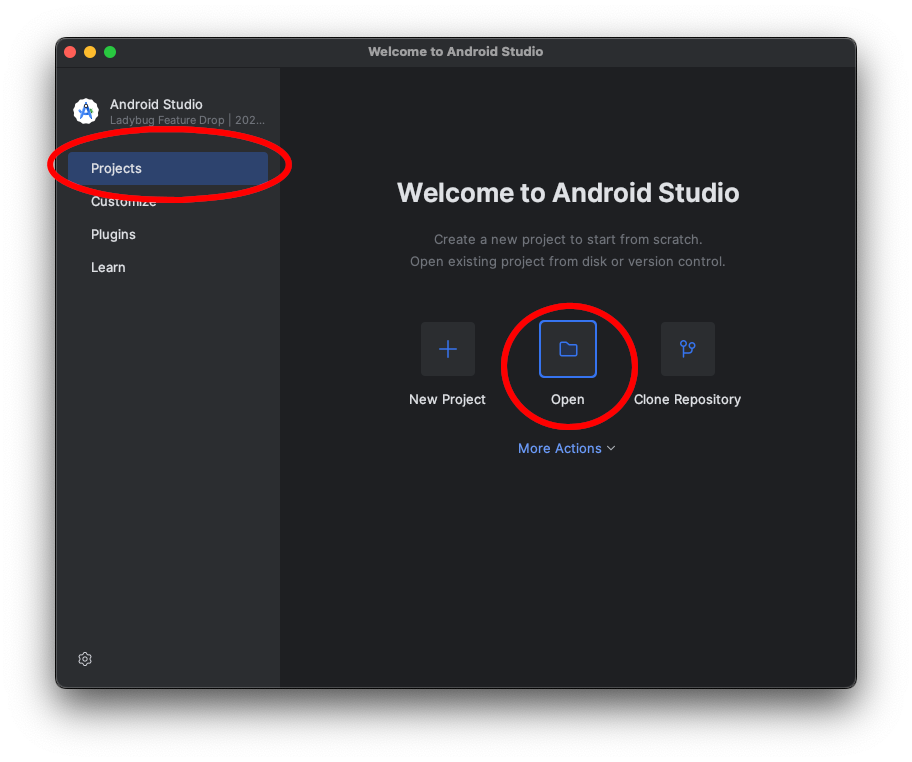 Welcome to Android Studio
Android Studio
Ladybug Feature Drop | 202...
Projects
Customize
Plugins
Learn
Welcome to Android Studio
Create a new project to start from scratch.
Open existing project from disk or version control.
New Project
Open
Clone Repository
More Actions